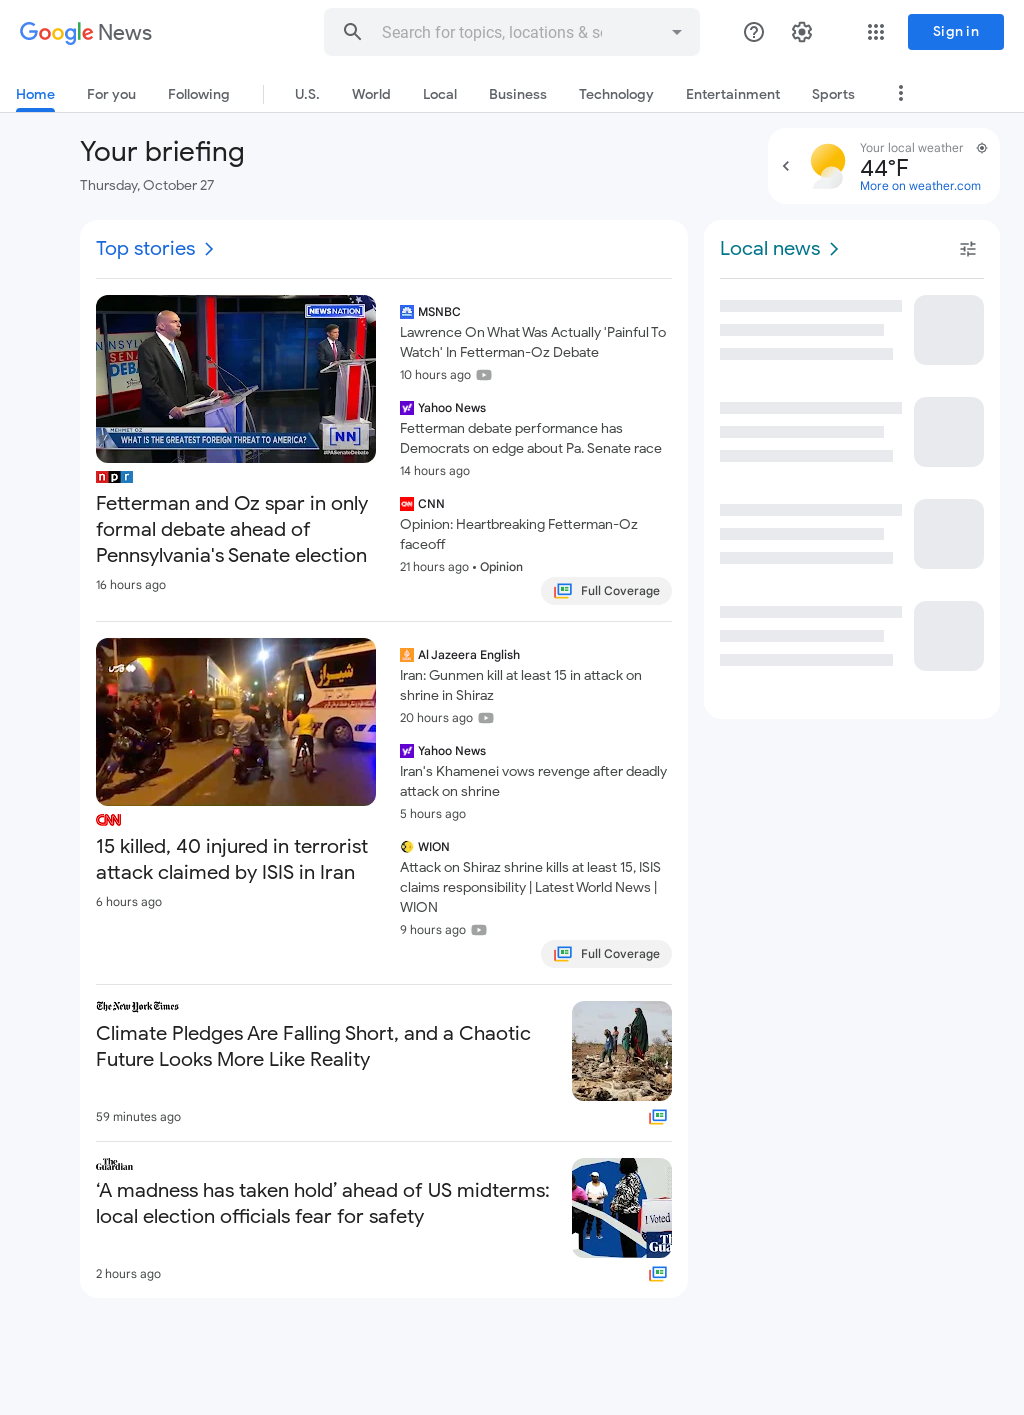 Google News
Search for topics, locations & so
Sign in
Home
For you
Following
U.S.
World
Local
Business
Technology
Entertainment
Sports
Your briefing
Thursday, October 27
Your local weather
44°F
More on weather.com
Top stories
NEWSNATION
DEBA
MEHMET OZ
WHAT IS THE GREATEST FOREIGN THREAT TO AMERICA?
NN
#PASenateDebate
npr
Fetterman and Oz spar in only
formal debate ahead of
Pennsylvania's Senate election
16 hours ago
MSNBC
Lawrence On What Was Actually 'Painful To
Watch' In Fetterman-Oz Debate
10 hours ago
Yahoo News
Fetterman debate performance has
Democrats on edge about Pa. Senate race
14 hours ago
CNN
Opinion: Heartbreaking Fetterman-Oz
faceoff
21 hours ago • Opinion
Full Coverage
فارس
شیراز
CNN
15 killed, 40 injured in terrorist
attack claimed by ISIS in Iran
6 hours ago
Al Jazeera English
Iran: Gunmen kill at least 15 in attack on
shrine in Shiraz
20 hours ago
Yahoo News
Iran's Khamenei vows revenge after deadly
attack on shrine
5 hours ago
WION
Attack on Shiraz shrine kills at least 15, ISIS
claims responsibility | Latest World News |
WION
9 hours ago
Full Coverage
The New York Times
Climate Pledges Are Falling Short, and a Chaotic
Future Looks More Like Reality
59 minutes ago
The
Guardian
‘A madness has taken hold’ ahead of US midterms:
local election officials fear for safety
2 hours ago
I Voted
Local news